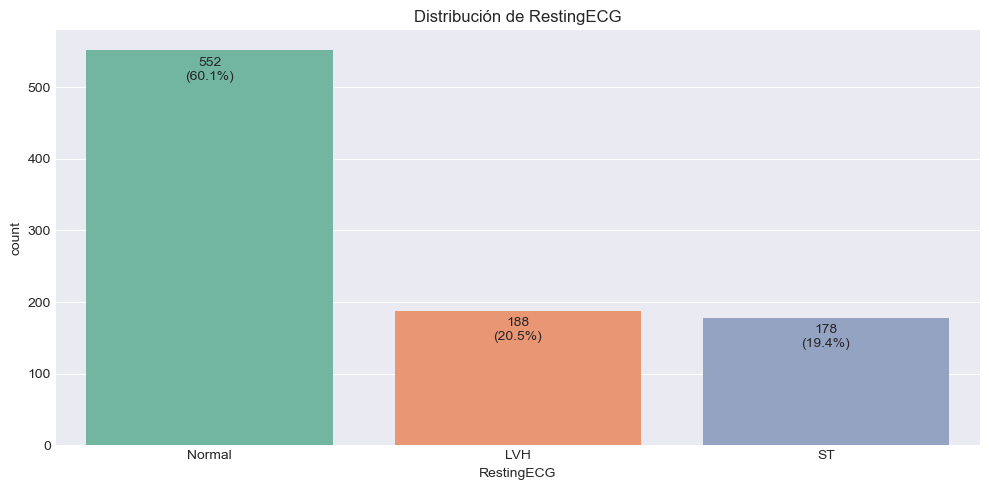 Distribución de RestingECG
count
500
400
300
200
100
0
552
(60.1%)
188
(20.5%)
178
(19.4%)
Normal
LVH
ST
RestingECG